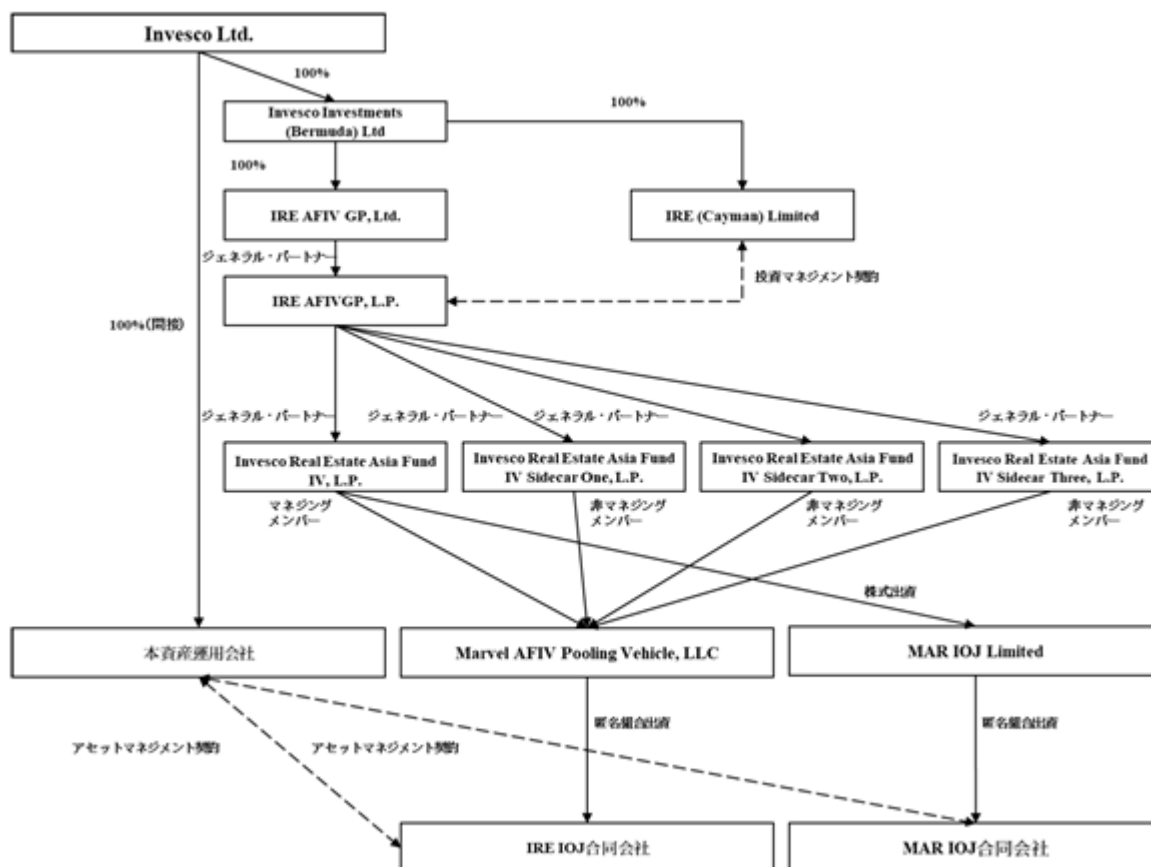 Invesco Ltd.
100%
100%
Invesco Investments
(Bermuda) Ltd
100%
IRE AFIV GP, Ltd.
IRE (Cayman) Limited
ジェネラル・パートナー
投資マネジメント契約
IRE AFIVGP, L.P.
100%(間接)
ジェネラル・パートナー
ジェネラル・パートナー
ジェネラル・パートナー
ジェネラル・パートナー
Invesco Real Estate Asia Fund
IV, L.P.
Invesco Real Estate Asia Fund
IV Sidecar One, L.P.
Invesco Real Estate Asia Fund
IV Sidecar Two, L.P.
Invesco Real Estate Asia Fund
IV Sidecar Three, L.P.
マネジング
メンバー
非マネジング
メンバー
非マネジング
メンバー
非マネジング
メンバー
株式出資
本資産運用会社
Marvel AFIV Pooling Vehicle, LLC
MAR IOJ Limited
アセットマネジメント契約
アセットマネジメント契約
匿名組合出資
匿名組合出資
IRE IOJ合同会社
MAR IOJ合同会社